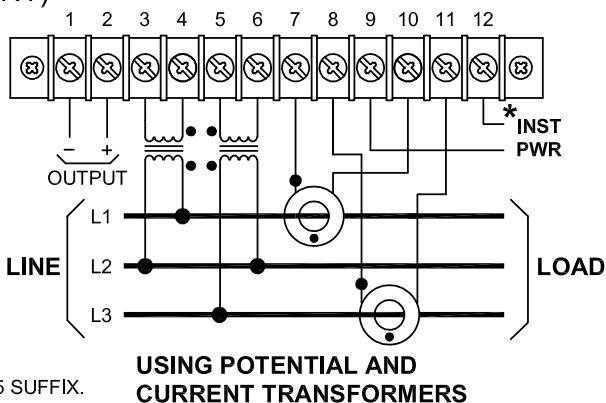 1 2 3 4 5 6 7 8 9 10 11 12
* INST
PWR
− +
OUTPUT
L1
LINE L2 LOAD
L3
USING POTENTIAL AND
5 SUFFIX. CURRENT TRANSFORMERS